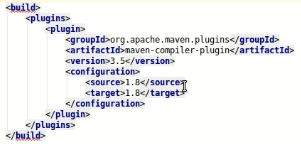 <build>
    <plugins>
        <plugin>
            <groupId>org.apache.maven.plugins</groupId>
            <artifactId>maven-compiler-plugin</artifactId>
            <version>3.5</version>
            <configuration>
                <source>1.8</source>
                <target>1.8</target>
            </configuration>
        </plugin>
    </plugins>
</build>